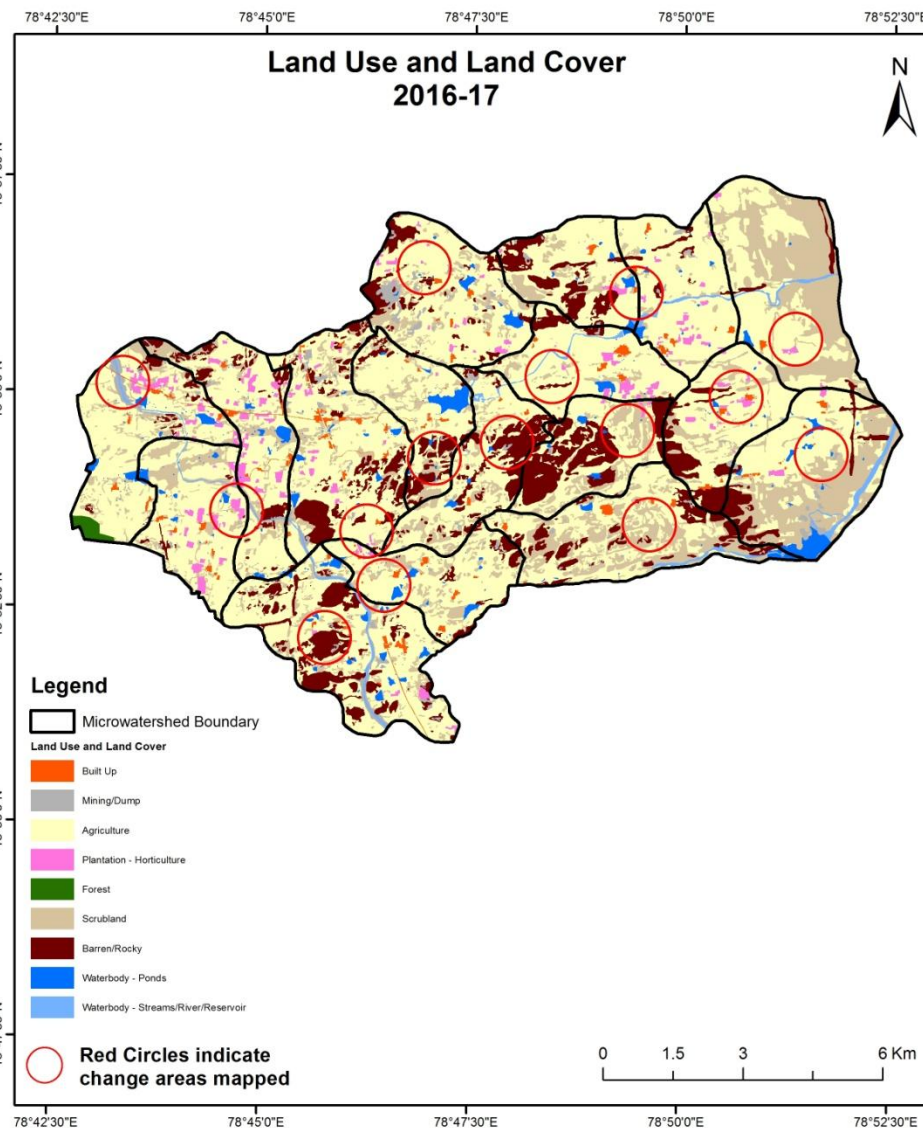 78°42'30"E 78°45'0"E 78°47'30"E 78°50'0"E 78°52'30"E
Land Use and Land Cover
2016-17
N
Legend
Microwatershed Boundary
Land Use and Land Cover
Built Up
Mining/Dump
Agriculture
Plantation - Horticulture
Forest
Scrubland
Barren/Rocky
Waterbody - Ponds
Waterbody - Streams/River/Reservoir
Red Circles indicate
change areas mapped
0 1.5 3 6 Km
78°42'30"E 78°45'0"E 78°47'30"E 78°50'0"E 78°52'30"E